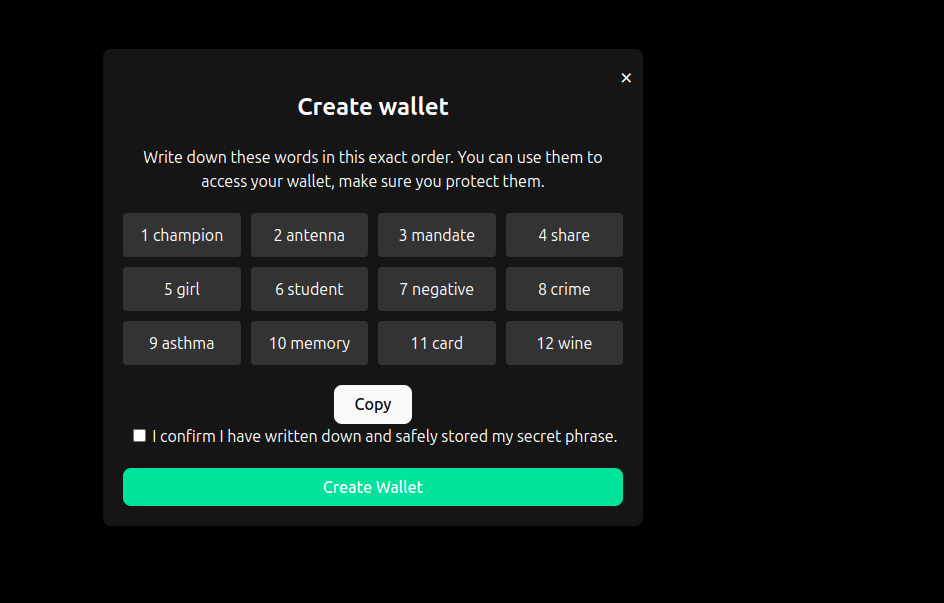 ×
Create wallet
Write down these words in this exact order. You can use them to
access your wallet, make sure you protect them.
1 champion 2 antenna 3 mandate 4 share
5 girl 6 student 7 negative 8 crime
9 asthma 10 memory 11 card 12 wine
Copy
I confirm I have written down and safely stored my secret phrase.
Create Wallet